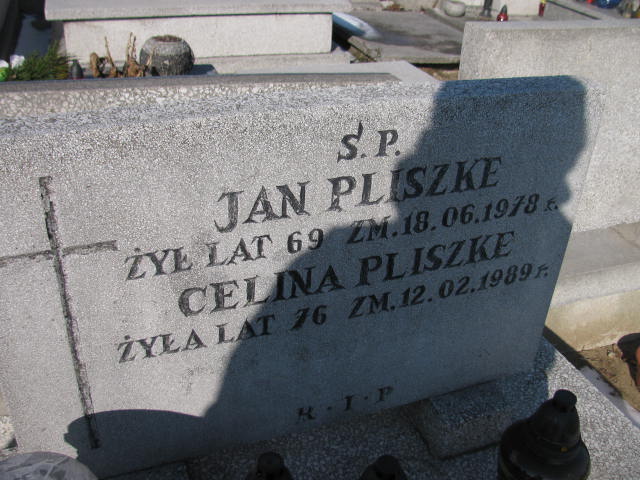 Ś.P.
JAN PLISZKE
ŻYŁ LAT 69 ZM. 18.06.1978 r.
CELINA PLISZKE
ŻYŁA LAT 76 ZM. 12.02.1989 r.
R.I.P